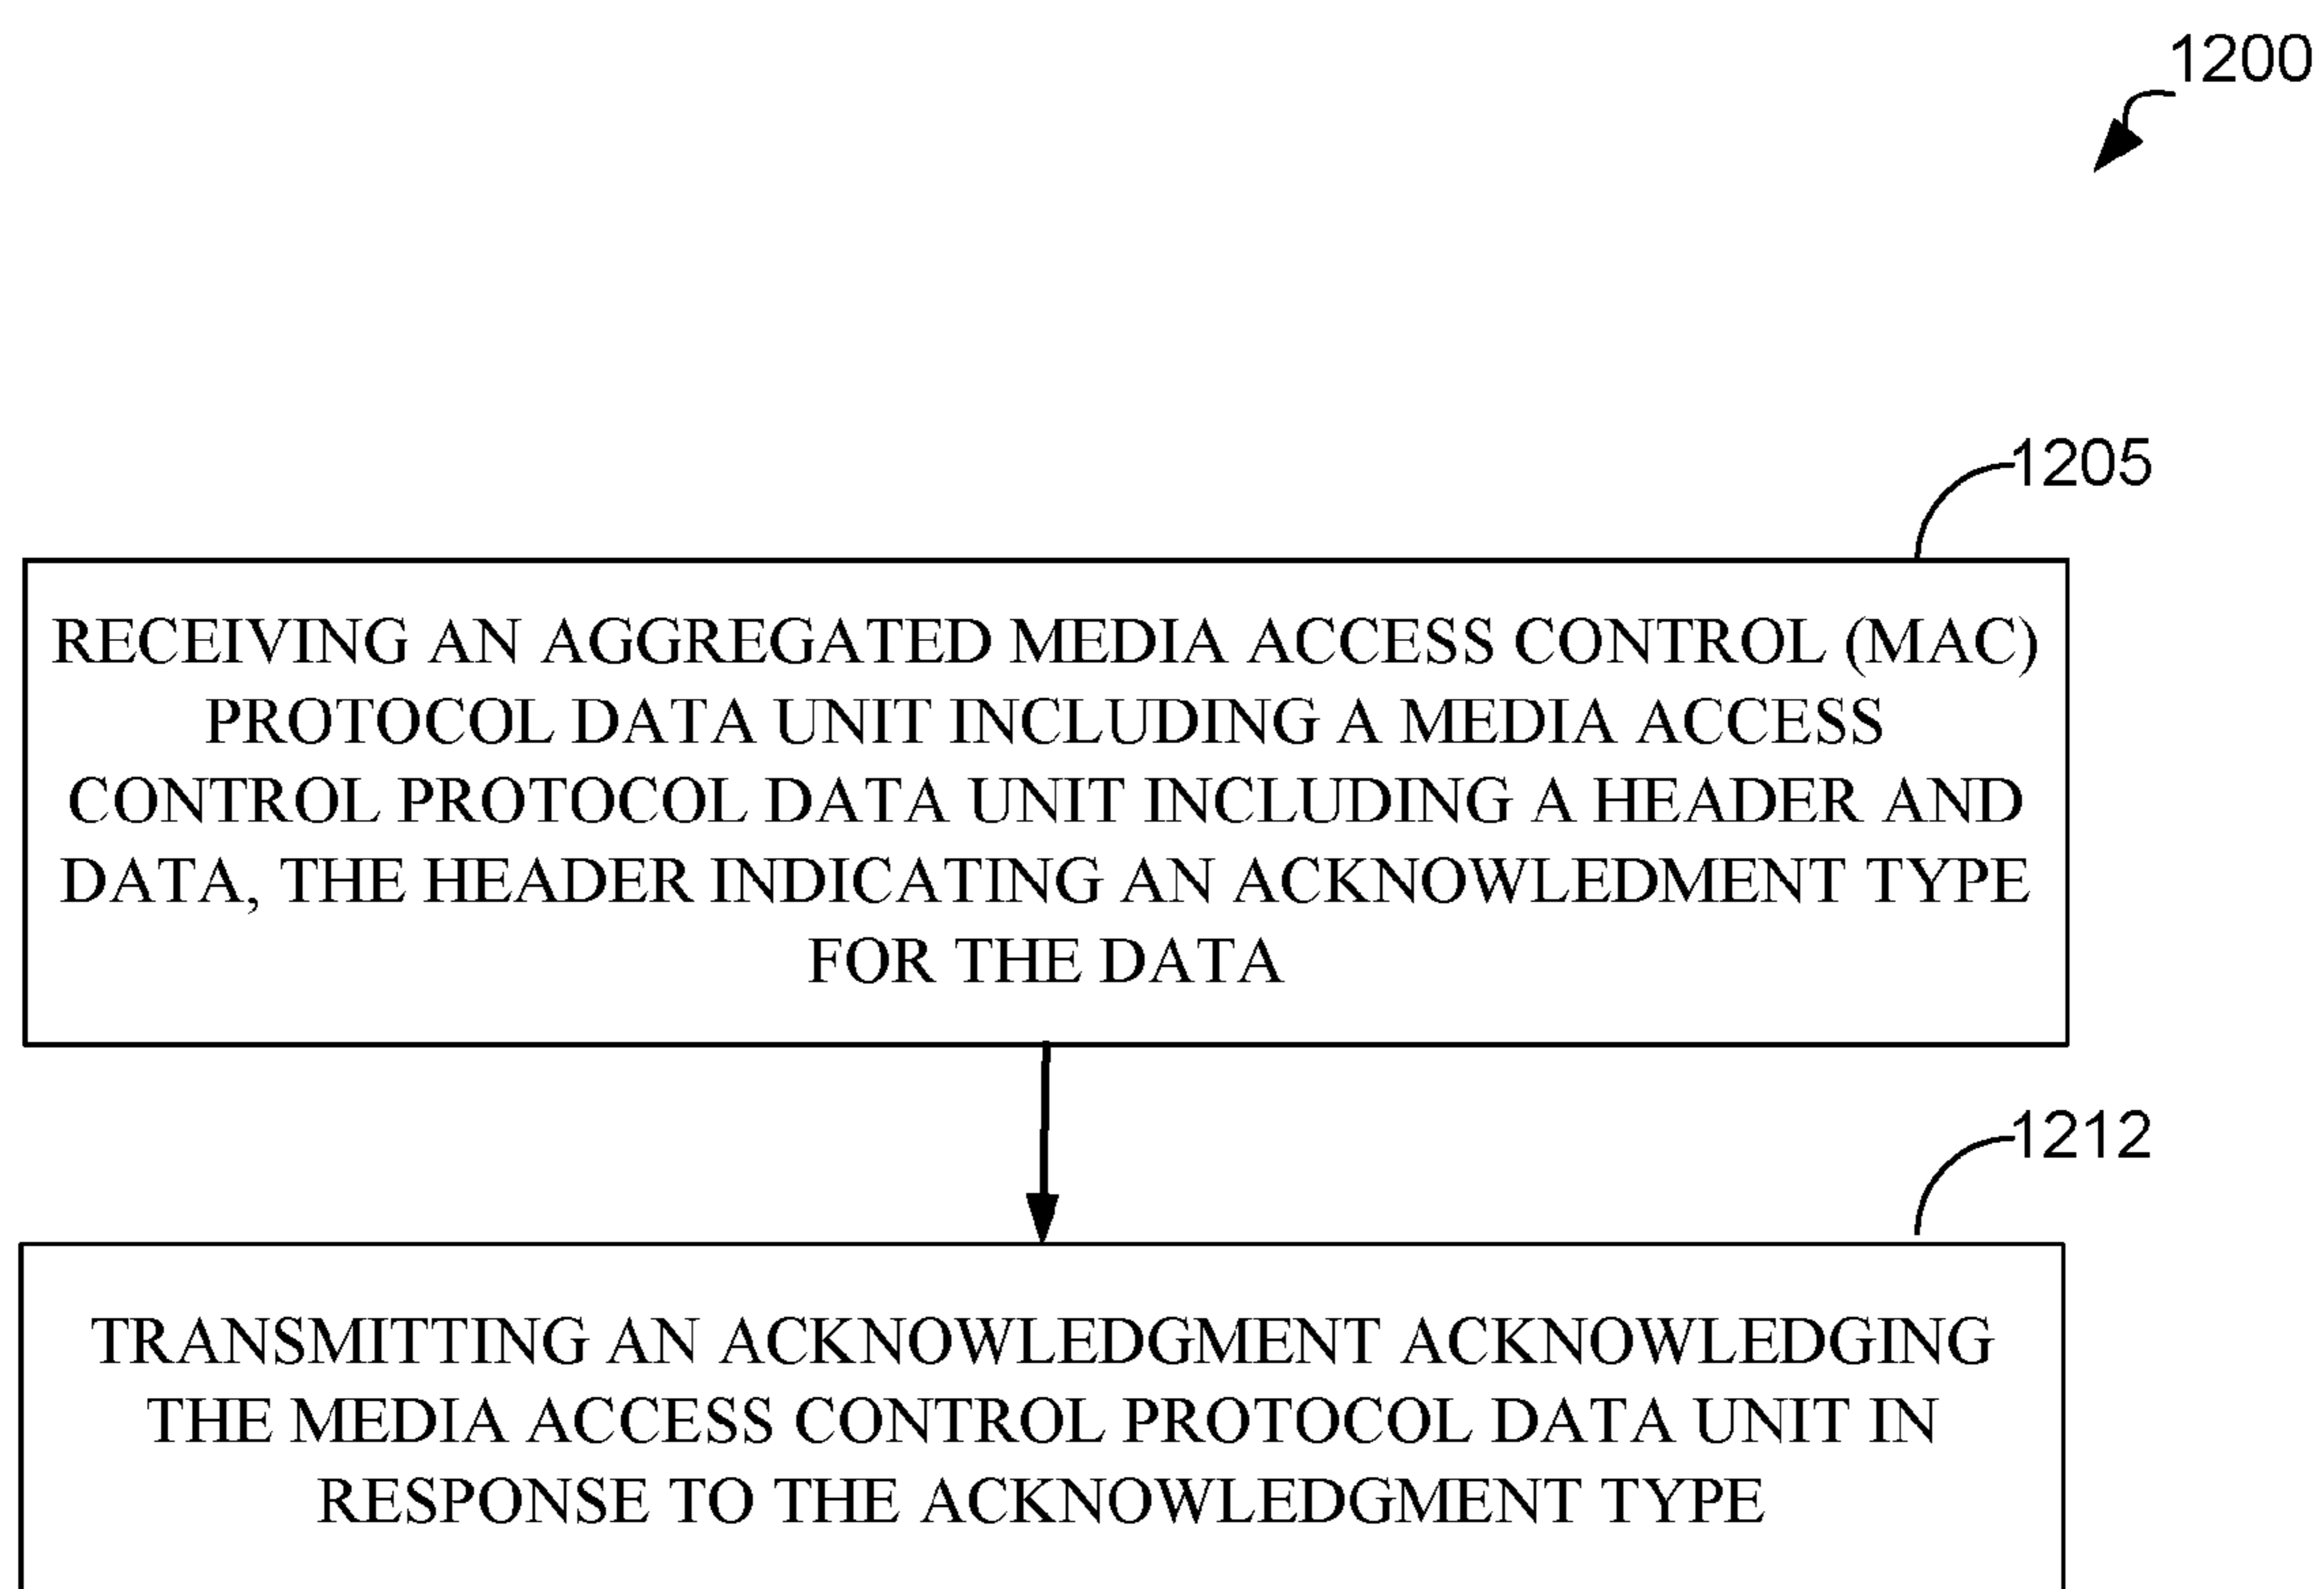 1200
1205
RECEIVING AN AGGREGATED MEDIA ACCESS CONTROL (MAC)
PROTOCOL DATA UNIT INCLUDING A MEDIA ACCESS
CONTROL PROTOCOL DATA UNIT INCLUDING A HEADER AND
DATA, THE HEADER INDICATING AN ACKNOWLEDMENT TYPE
FOR THE DATA
1212
TRANSMITTING AN ACKNOWLEDGMENT ACKNOWLEDGING
THE MEDIA ACCESS CONTROL PROTOCOL DATA UNIT IN
RESPONSE TO THE ACKNOWLEDGMENT TYPE